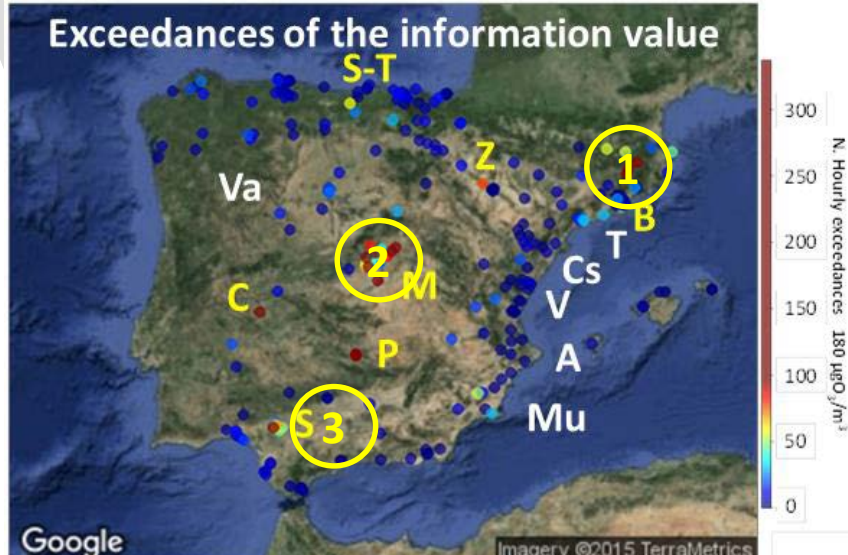 Exceedances of the information value
S-T
300
Z
1
250
Va
B
2
T
200
M
Cs
C
V
150
P
A
100
S
3
Mu
50
0
N. Hourly exceedances 180 µgO₃/m³
Google
Imagery ©2015 TerraMetrics